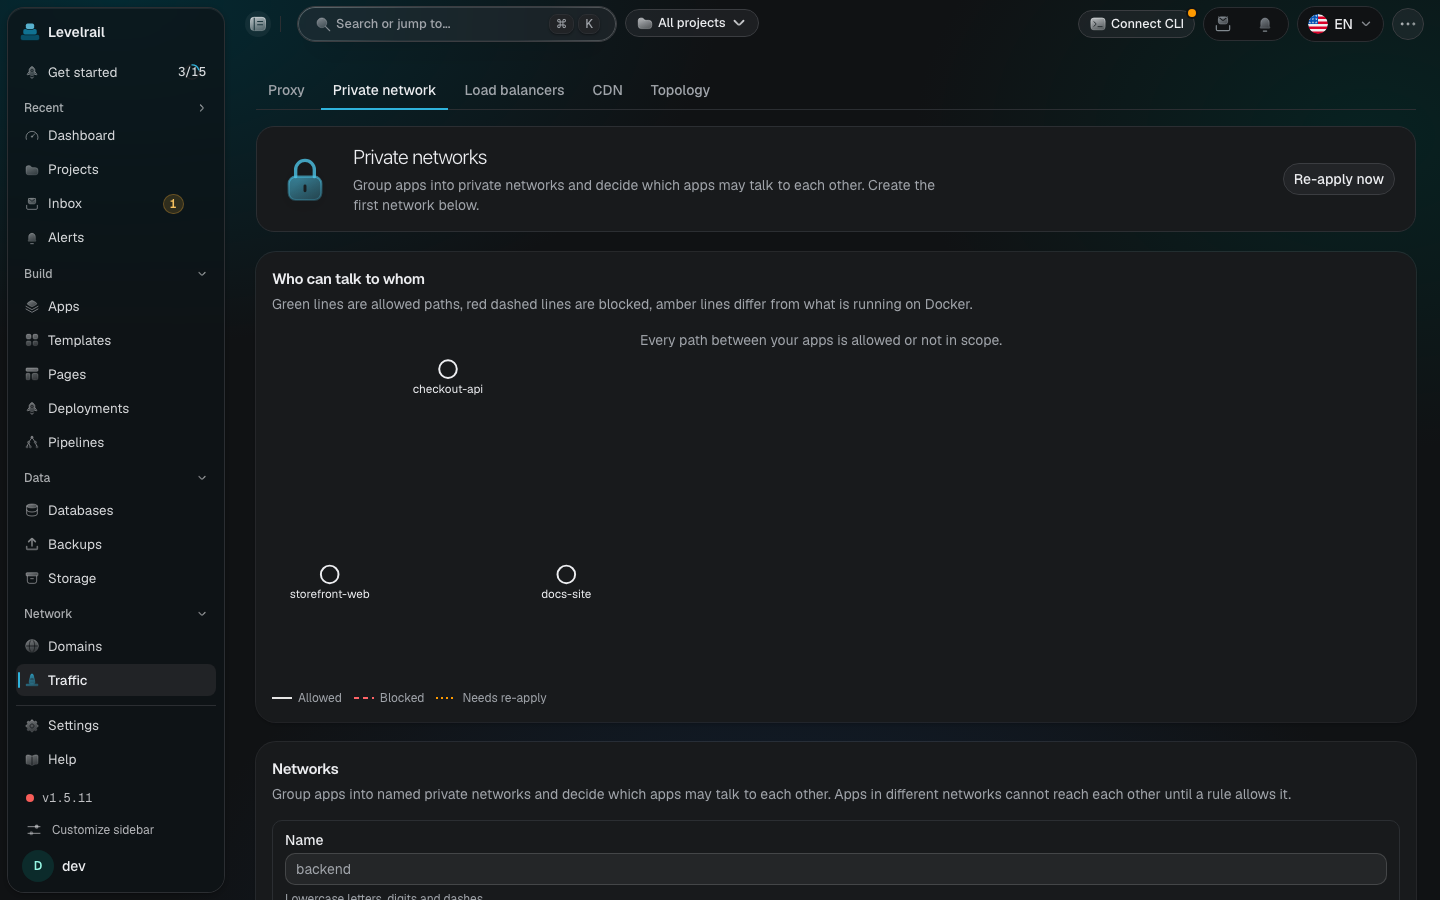 Levelrail
Search or jump to...
⌘ K
All projects
Connect CLI
EN
Get started 3/15
Recent
Dashboard
Projects
Inbox 1
Alerts
Build
Apps
Templates
Pages
Deployments
Pipelines
Data
Databases
Backups
Storage
Network
Domains
Traffic
Settings
Help
v1.5.11
Customize sidebar
D dev
Proxy Private network Load balancers CDN Topology
Private networks
Group apps into private networks and decide which apps may talk to each other. Create the
first network below.
Re-apply now
Who can talk to whom
Green lines are allowed paths, red dashed lines are blocked, amber lines differ from what is running on Docker.
Every path between your apps is allowed or not in scope.
checkout-api
storefront-web
docs-site
Allowed Blocked Needs re-apply
Networks
Group apps into named private networks and decide which apps may talk to each other. Apps in different networks cannot reach each other until a rule allows it.
Name
backend
Lowercase letters, digits and dashes